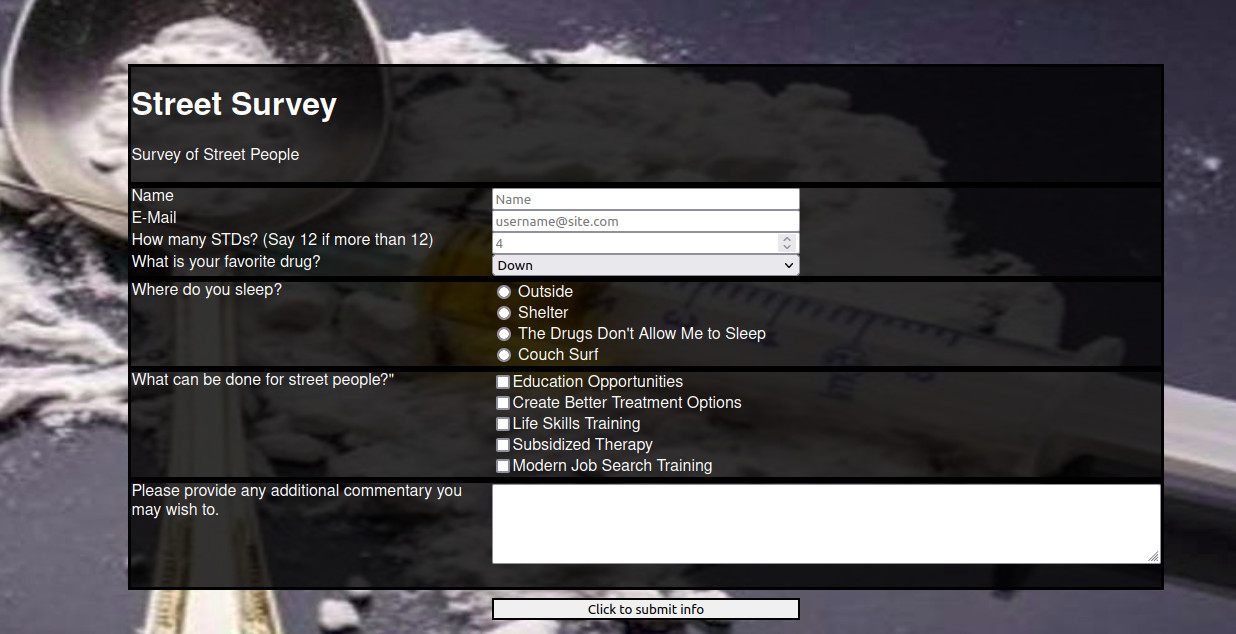 Street Survey
Survey of Street People
Name Name
E-Mail username@site.com
How many STDs? (Say 12 if more than 12) 4
What is your favorite drug? Down
Where do you sleep?
Outside
Shelter
The Drugs Don't Allow Me to Sleep
Couch Surf
What can be done for street people?"
Education Opportunities
Create Better Treatment Options
Life Skills Training
Subsidized Therapy
Modern Job Search Training
Please provide any additional commentary you
may wish to.
Click to submit info